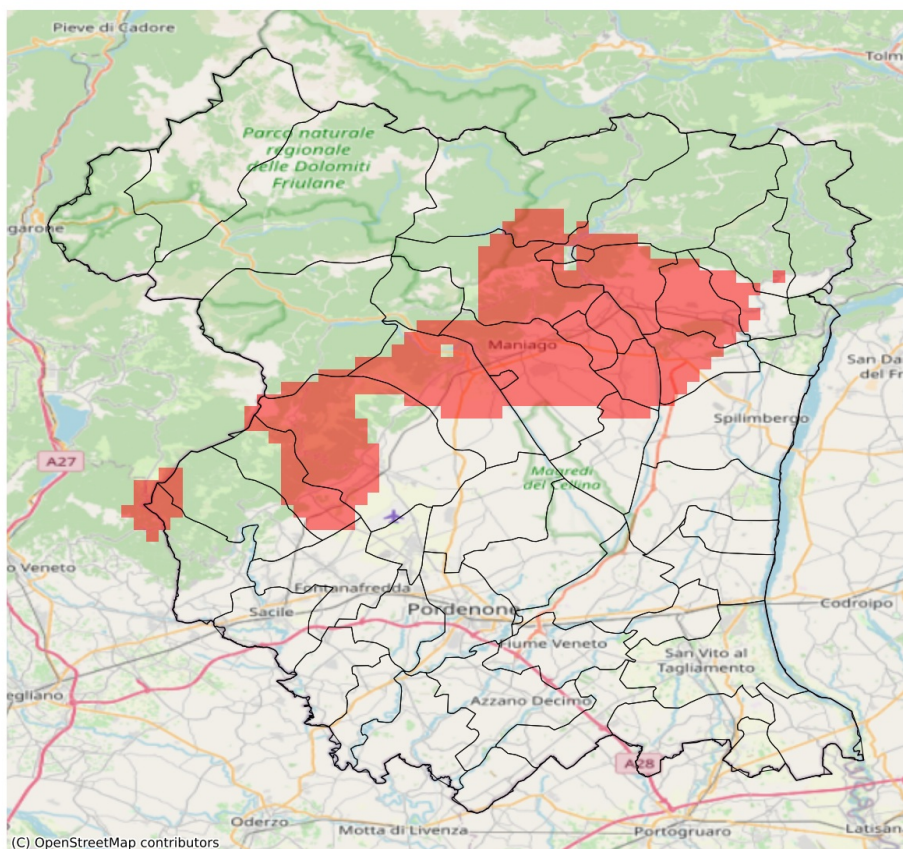 Pieve di Cadore
Tolm
Parco naturale
regionale
delle Dolomiti
Friulane
garone
Maniago
San Da
del Fr
Spilimbergo
A27
Magredi
del Cellina
o Veneto
Fontanafredda
Sacile
Pordenone
Codroipo
Fiume Veneto
San Vito al
Tagliamento
egliano
Azzano Decimo
A28
Oderzo
Motta di Livenza
Portogruaro
Latisan
(C) OpenStreetMap contributors